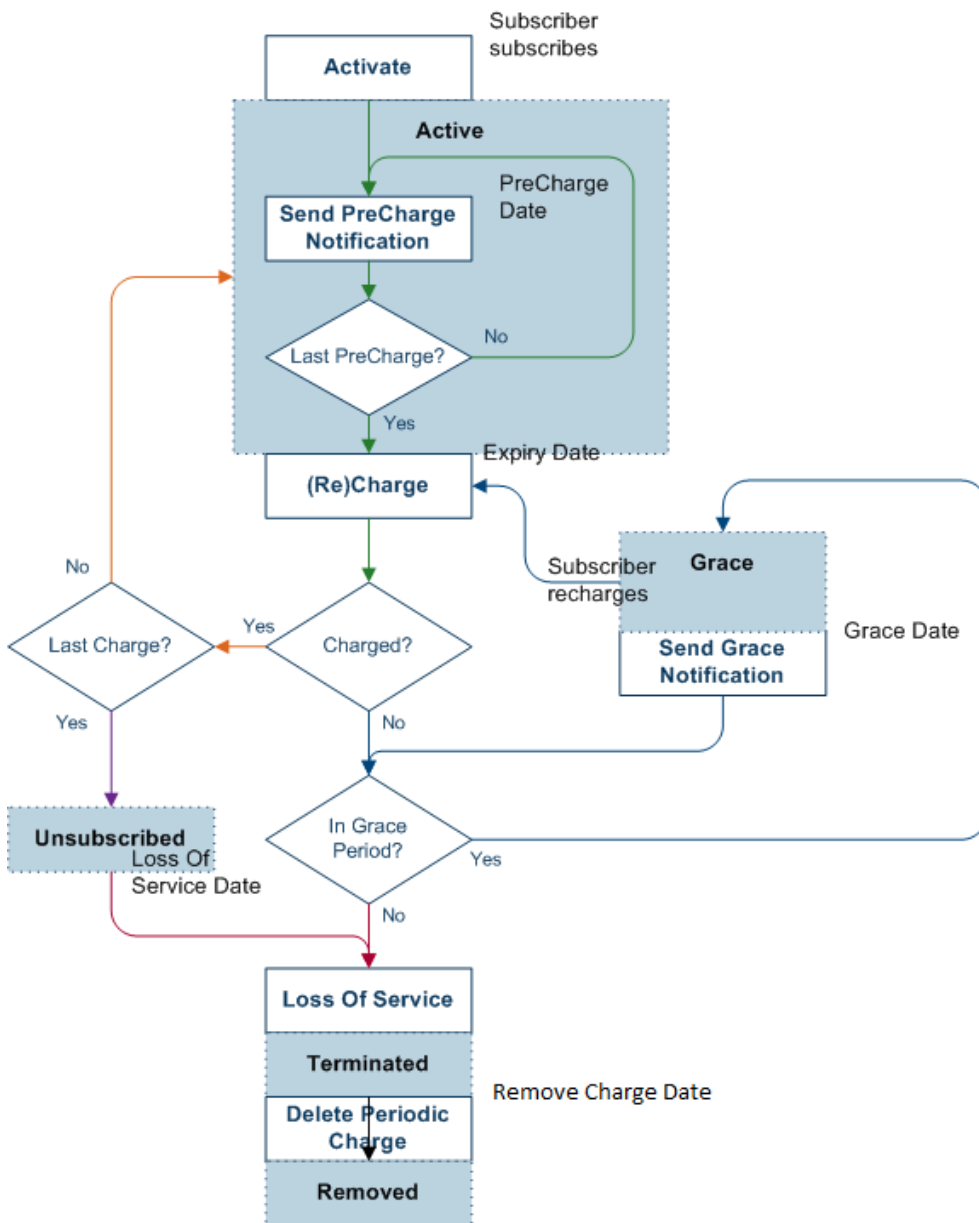 Subscriber
subscribes
Activate
Active
PreCharge
Date
Send PreCharge
Notification
Last PreCharge?
No
Yes
Expiry Date
(Re)Charge
Grace
Subscriber
recharges
No
Last Charge?
Yes
Charged?
Grace Date
Send Grace
Notification
Yes
No
Unsubscribed
Loss Of
Service Date
In Grace
Period?
Yes
No
Loss Of Service
Terminated
Remove Charge Date
Delete Periodic
Charge
Removed